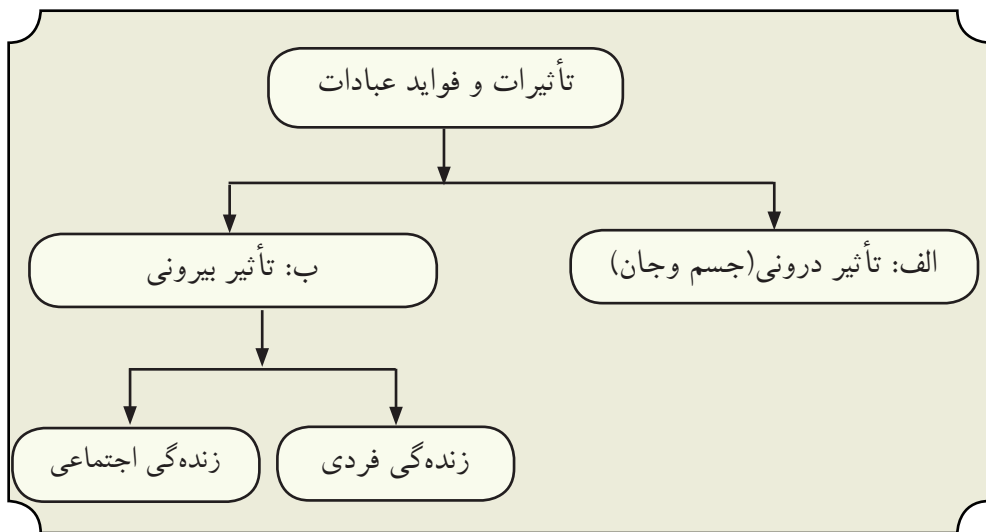 تأثیرات و فواید عبادات
الف: تأثیر درونی(جسم وجان)
ب: تأثیر بیرونی
زنده‌گی فردی
زنده‌گی اجتماعی